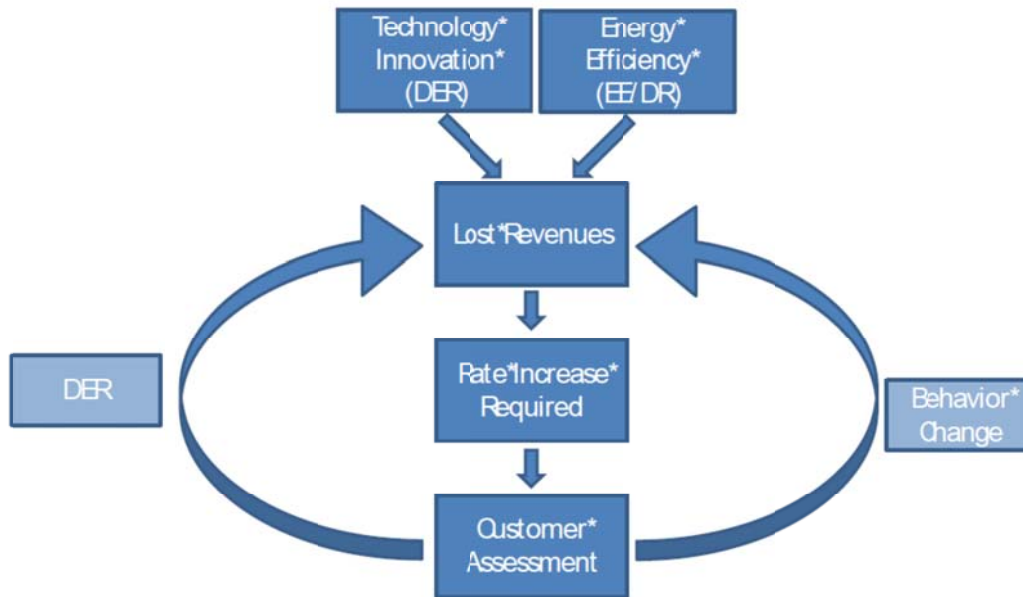 Technology*
Innovation*
(DER)
Energy*
Efficiency*
(EE/DR)
Lost*Revenues
DER
Rate*Increase*
Required
Behavior*
Change
Customer*
Assessment